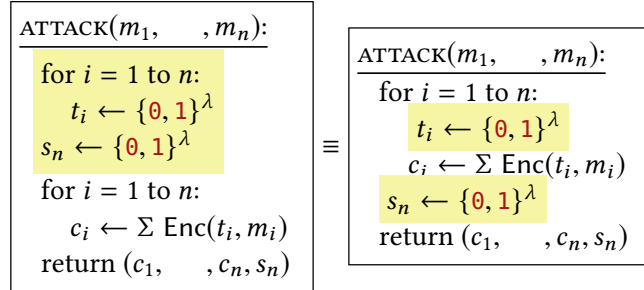 ATTACK(m₁, , mₙ):
for i = 1 to n:
tᵢ ← {0, 1}^λ
sₙ ← {0, 1}^λ
for i = 1 to n:
cᵢ ← Σ Enc(tᵢ, mᵢ)
return (c₁, , cₙ, sₙ)
≡
ATTACK(m₁, , mₙ):
for i = 1 to n:
tᵢ ← {0, 1}^λ
cᵢ ← Σ Enc(tᵢ, mᵢ)
sₙ ← {0, 1}^λ
return (c₁, , cₙ, sₙ)